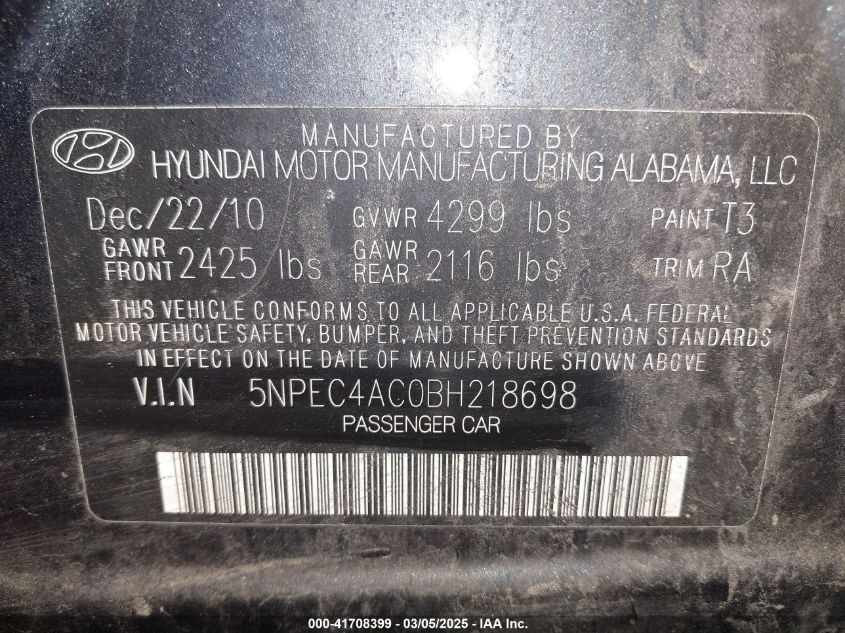 MANUFACTURED BY
HYUNDAI MOTOR MANUFACTURING ALABAMA, LLC
Dec/22/10 GVWR 4299 lbs PAINT T3
GAWR FRONT 2425 lbs GAWR REAR 2116 lbs TRIM RA
THIS VEHICLE CONFORMS TO ALL APPLICABLE U.S.A. FEDERAL
MOTOR VEHICLE SAFETY, BUMPER, AND THEFT PREVENTION STANDARDS
IN EFFECT ON THE DATE OF MANUFACTURE SHOWN ABOVE
V.I.N 5NPEC4AC0BH218698
PASSENGER CAR
000-41708399 - 03/05/2025 - IAA Inc.